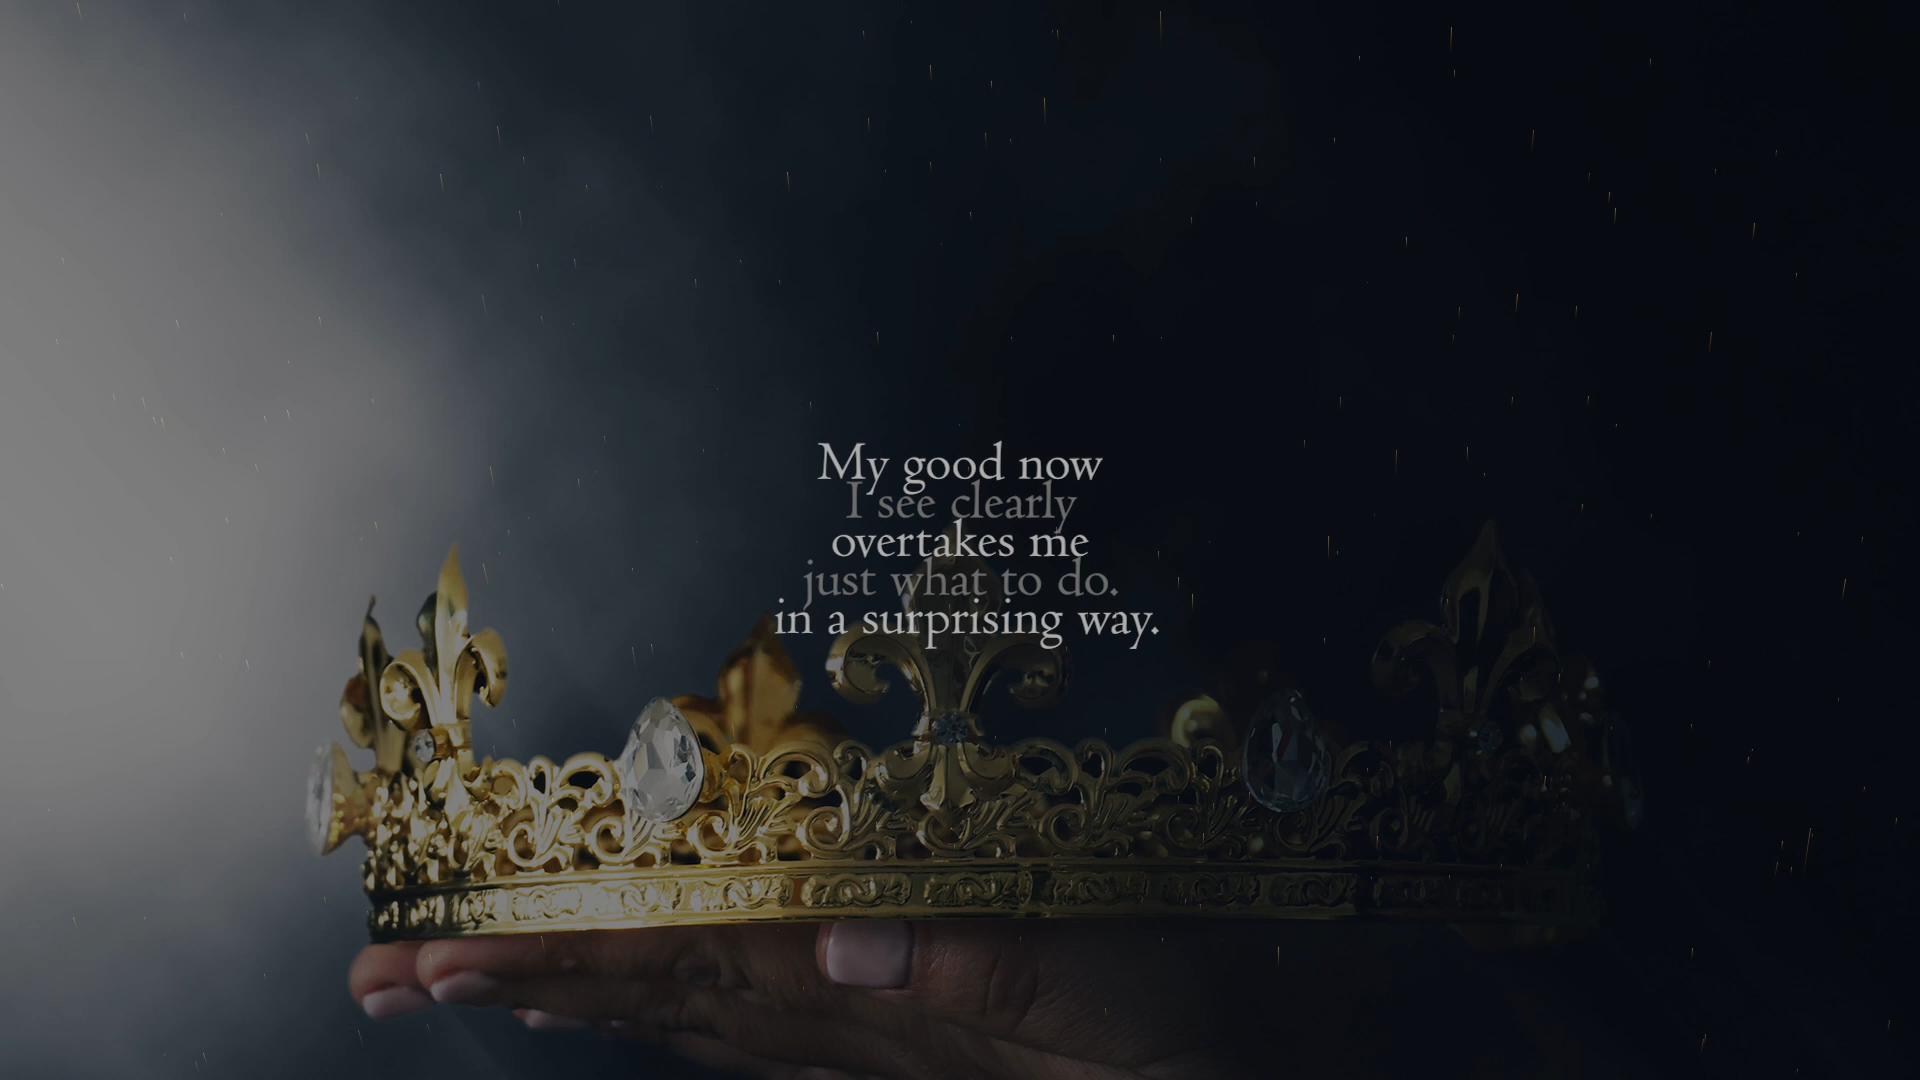 My good now
I see clearly
overtakes me
just what to do.
in a surprising way.